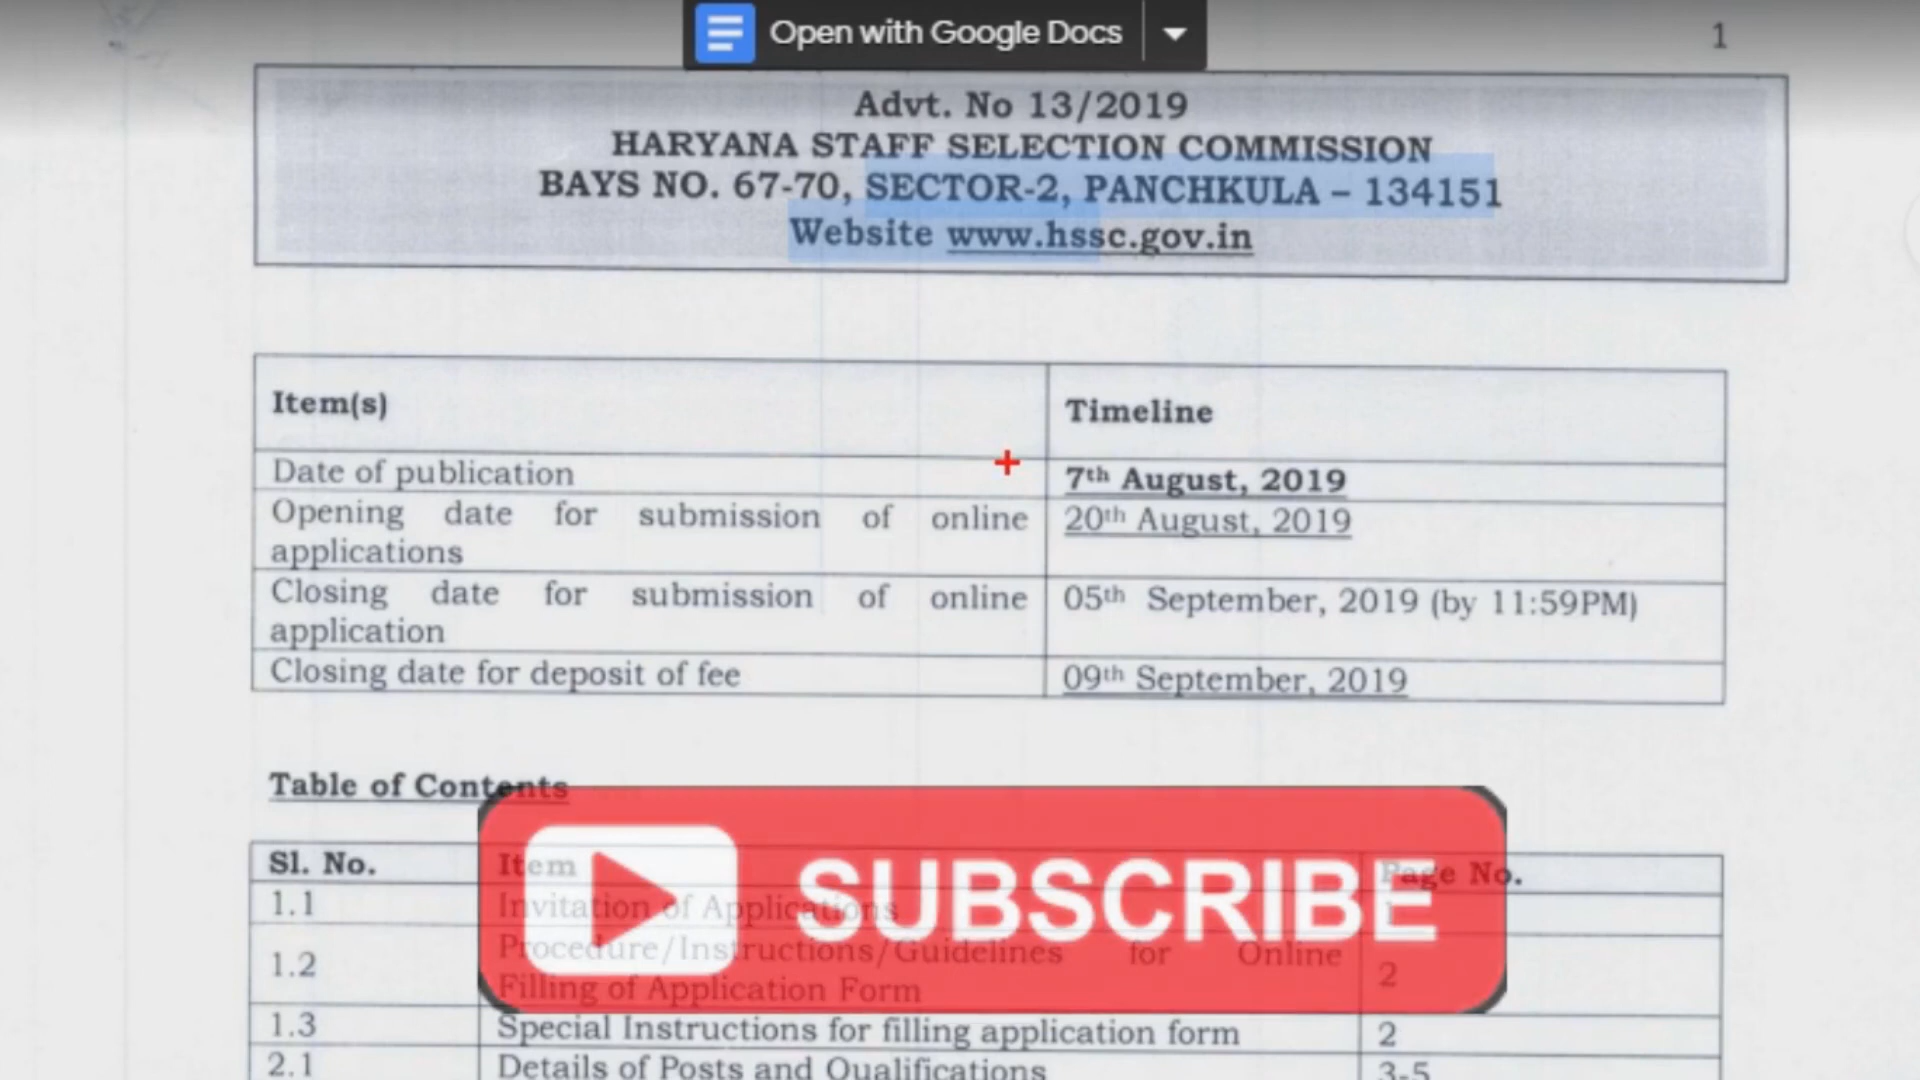 Open with Google Docs
1
Advt. No 13/2019
HARYANA STAFF SELECTION COMMISSION
BAYS NO. 67-70, SECTOR-2, PANCHKULA – 134151
Website www.hssc.gov.in
Item(s) Timeline
Date of publication 7th August, 2019
Opening date for submission of online 20th August, 2019
applications
Closing date for submission of online 05th September, 2019 (by 11:59PM)
application
Closing date for deposit of fee 09th September, 2019
Table of Contents
Sl. No. Item Page No.
1.1 Invitation of Applications 1
1.2 Procedure/Instructions/Guidelines for Online
Filling of Application Form 2
SUBSCRIBE
1.3 Special Instructions for filling application form 2
2.1 Details of Posts and Qualifications 3-5